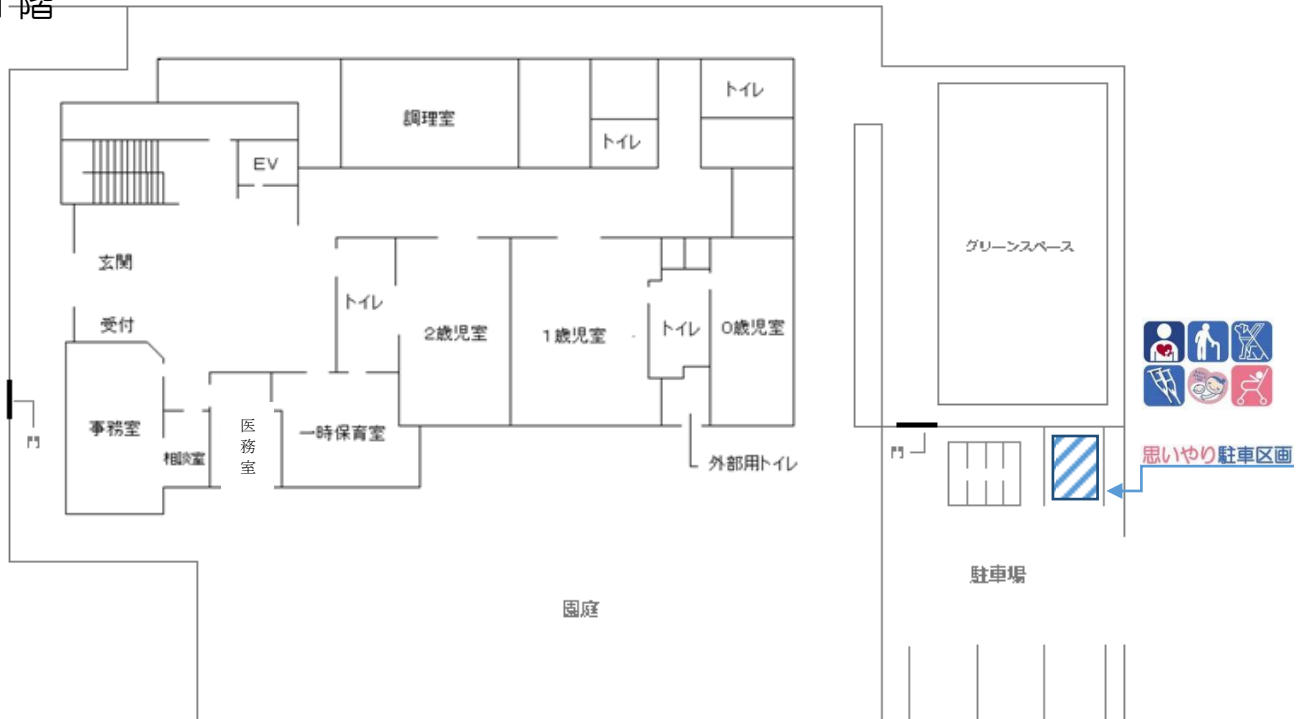 1階
調理室
トイレ
トイレ
EV
グリーンスペース
玄関
トイレ
受付
2歳児室
1歳児室
トイレ
0歳児室
事務室
相談室
医務室
一時保育室
外部用トイレ
門
門
思いやり駐車区画
駐車場
園庭